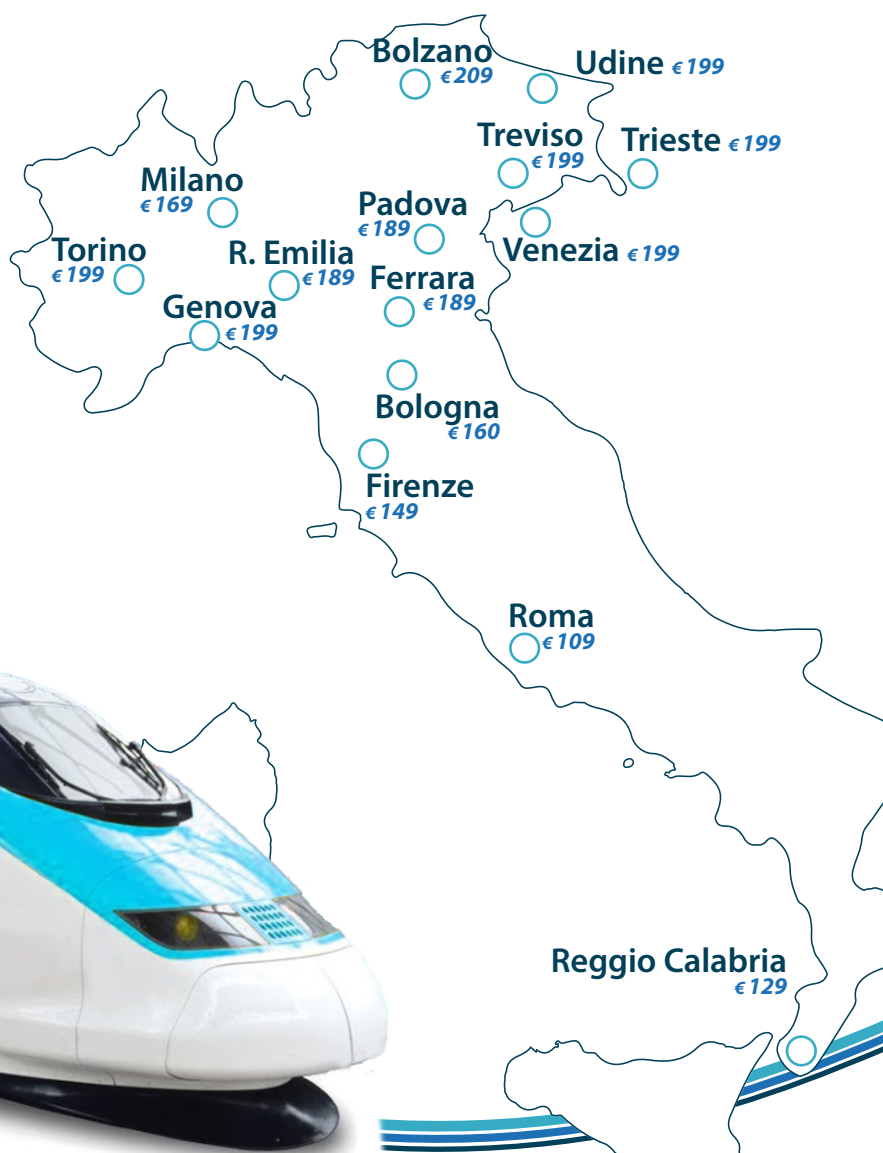 Bolzano
€ 209
Udine € 199
Treviso
€ 199
Trieste € 199
Milano
€ 169
Padova
€ 189
Venezia € 199
Torino
€ 199
R. Emilia
€ 189
Ferrara
€ 189
Genova
€ 199
Bologna
€ 160
Firenze
€ 149
Roma
€ 109
Reggio Calabria
€ 129